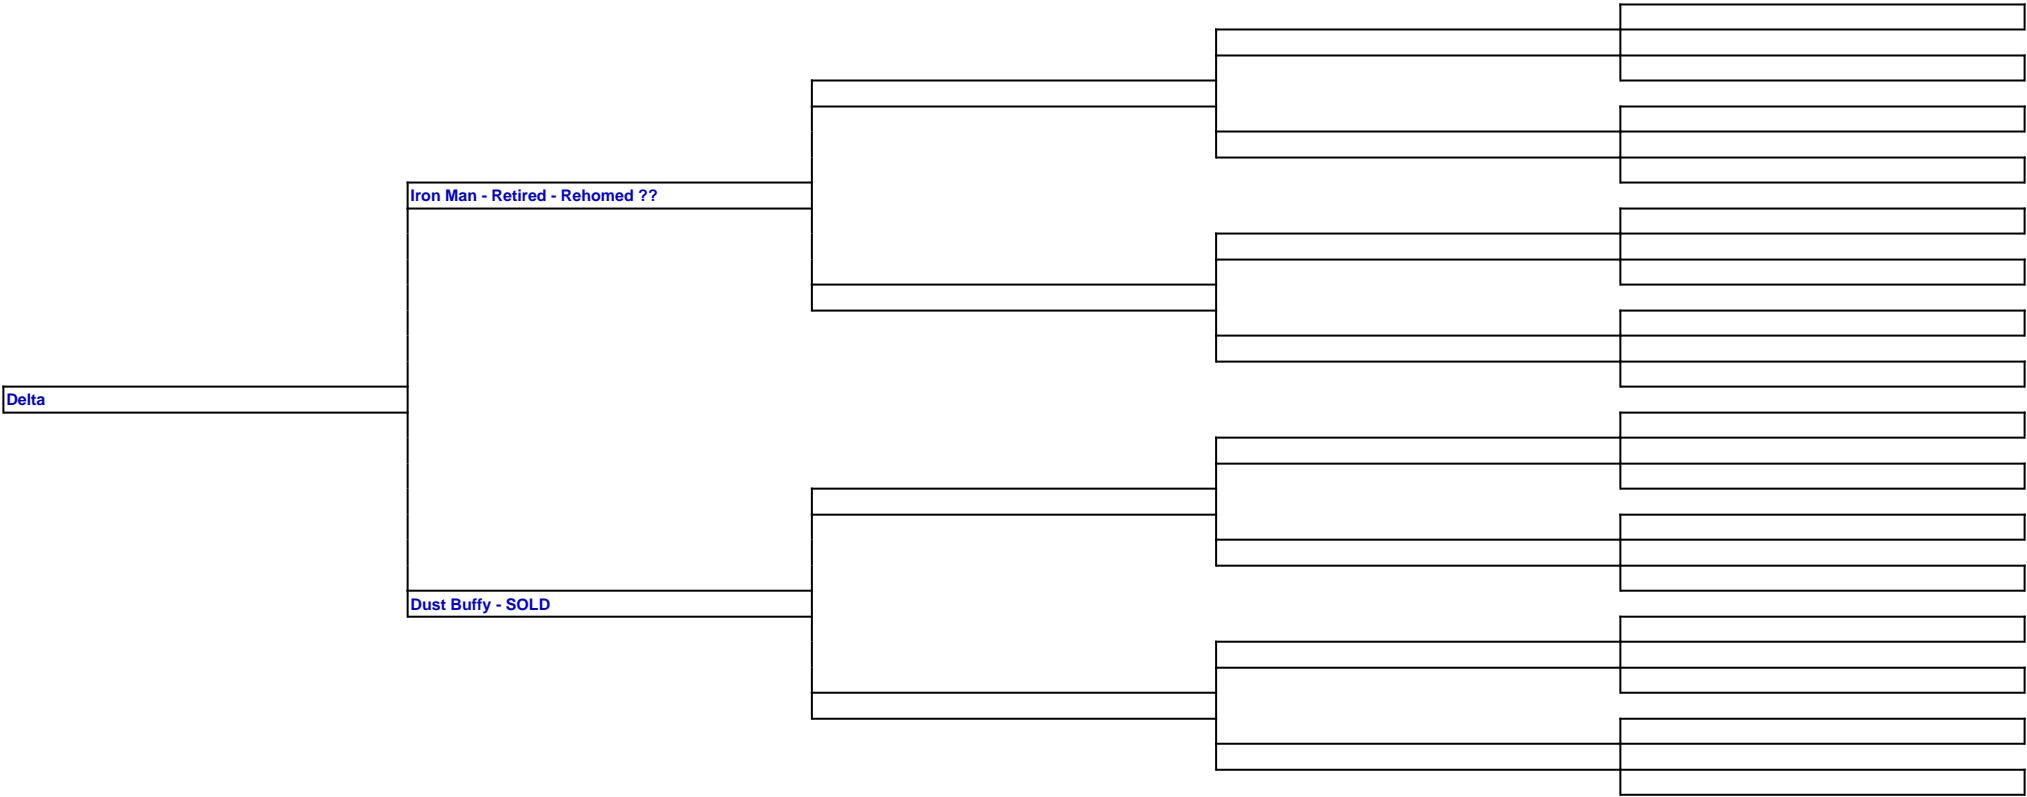 Iron Man - Retired - Rehomed ??
Delta
Dust Buffy - SOLD